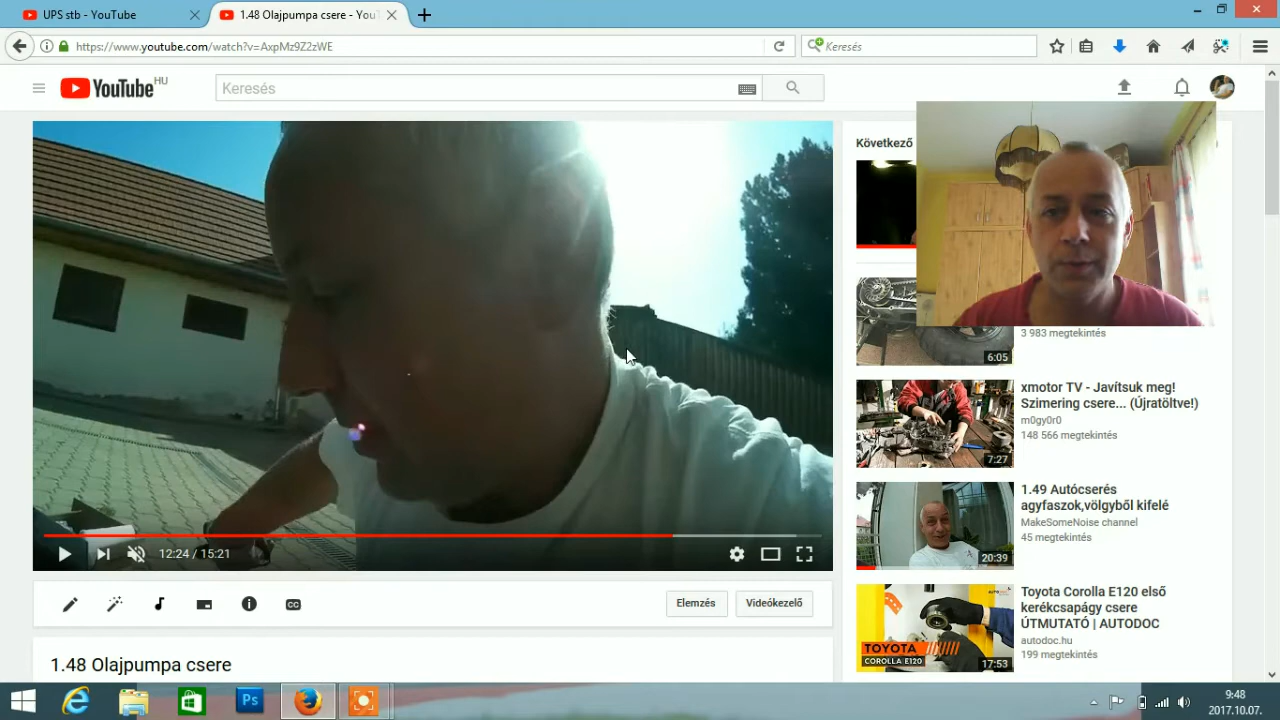 UPS stb - YouTube
1.48 Olajpumpa csere - YouT
https://www.youtube.com/watch?v=AxpMz9Z2zWE
Keresés
YouTube HU
Keresés
Következő
6:05
3 983 megtekintés
xmotor TV - Javítsuk meg!
Szimering csere... (Újratöltve!)
m0gy0r0
148 566 megtekintés
7:27
1.49 Autócserés
agyfaszok,völgyből kifelé
MakeSomeNoise channel
45 megtekintés
20:39
Toyota Corolla E120 első
kerékcsapágy csere
ÚTMUTATÓ | AUTODOC
autodoc.hu
199 megtekintés
TOYOTA
COROLLA E120
17:53
12:24 / 15:21
CC
Elemzés
Videókezelő
1.48 Olajpumpa csere
Ps
9:48
2017.10.07.